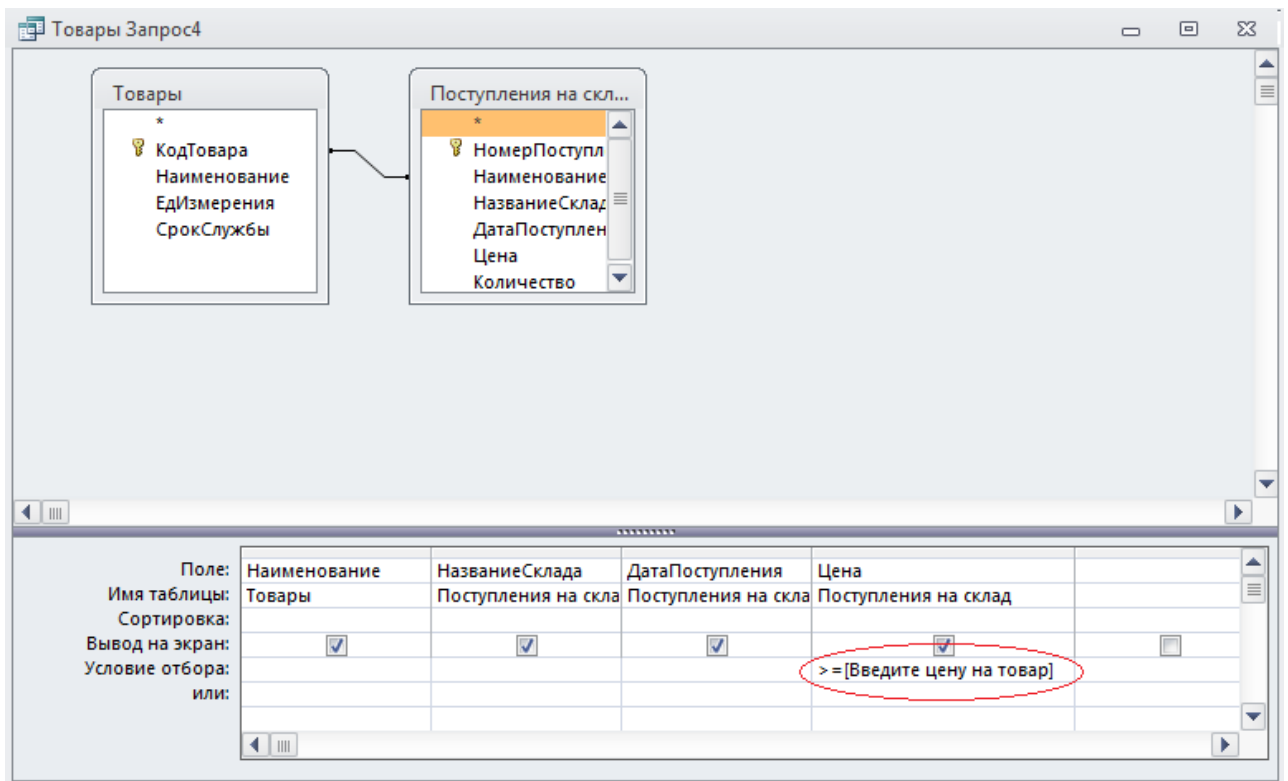 Товары Запрос4
Товары
*
КодТовара
Наименование
ЕдИзмерения
СрокСлужбы
Поступления на скл...
*
НомерПоступл
Наименование
НазваниеСклад
ДатаПоступлен
Цена
Количество
Поле: Наименование НазваниеСклада ДатаПоступления Цена
Имя таблицы: Товары Поступления на скла Поступления на скла Поступления на склад
Сортировка:
Вывод на экран:
Условие отбора: >=[Введите цену на товар]
или: